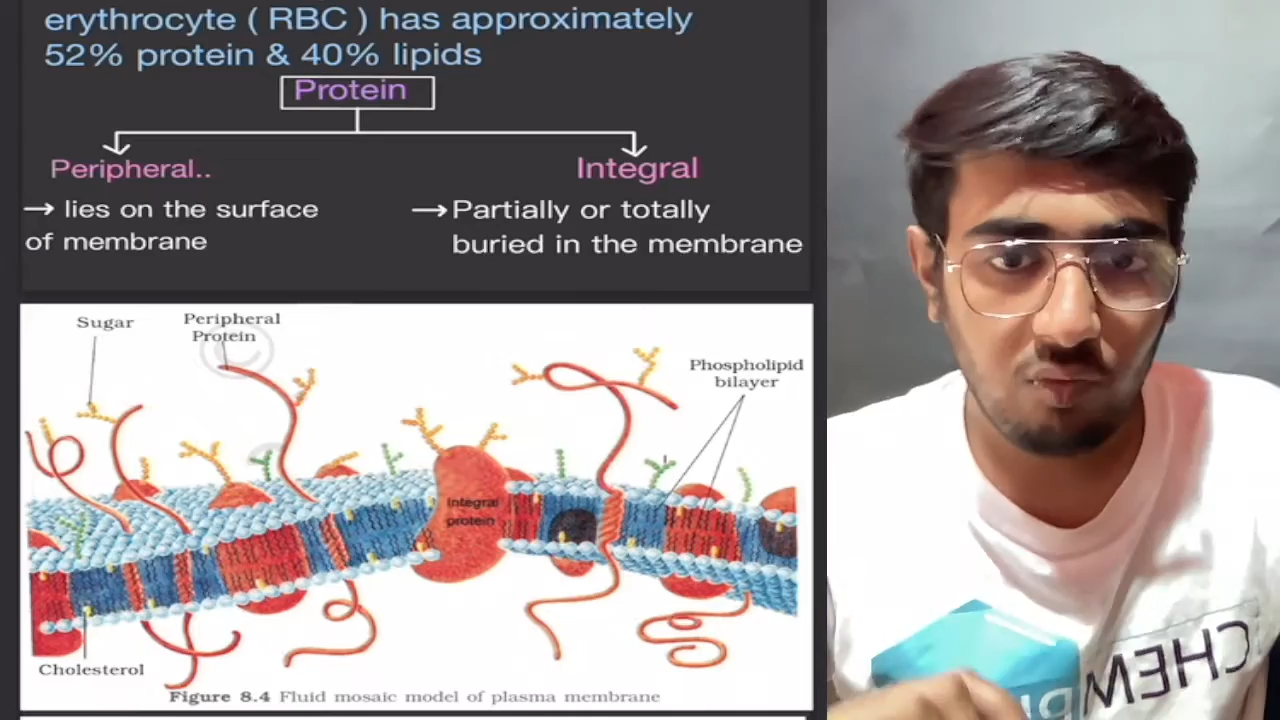 erythrocyte ( RBC ) has approximately
52% protein & 40% lipids
Protein
Peripheral..
→ lies on the surface
of membrane
Integral
→ Partially or totally
buried in the membrane
Sugar
Peripheral
Protein
©
Phospholipid
bilayer
Integral
protein
Cholesterol
Figure 8.4 Fluid mosaic model of plasma membrane